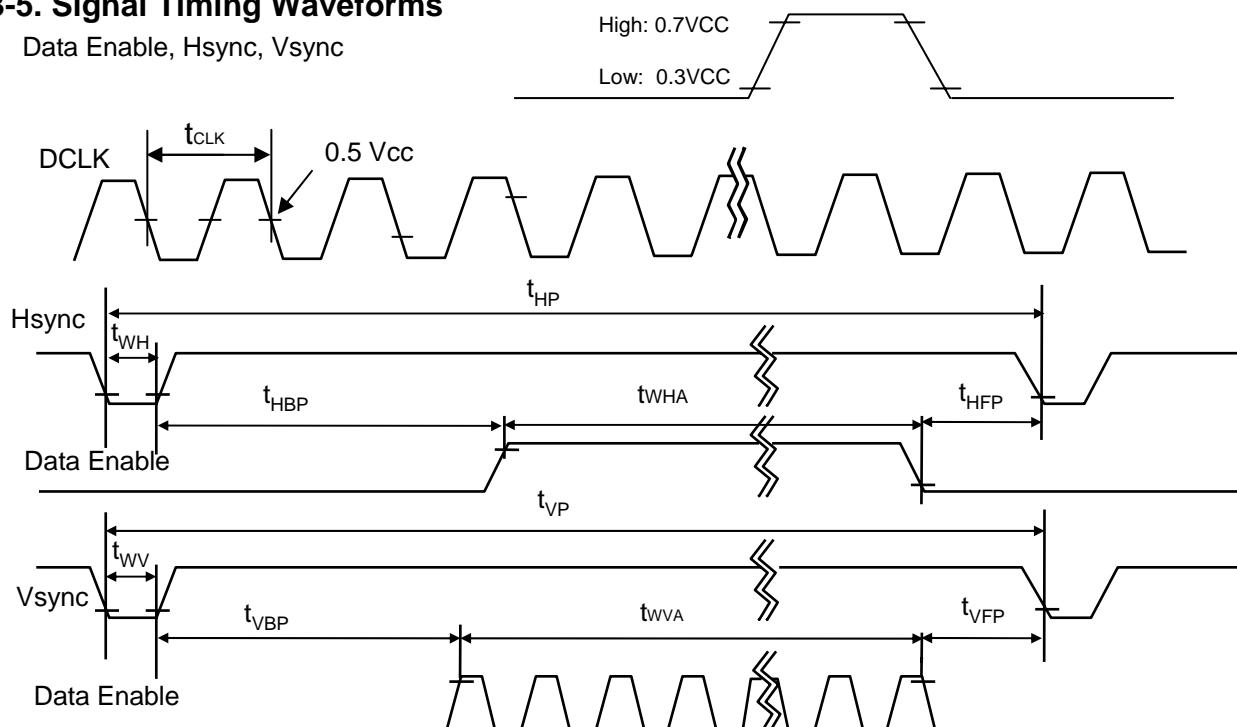 3-5. Signal Timing Waveforms
Data Enable, Hsync, Vsync
High: 0.7VCC
Low: 0.3VCC
tCLK
DCLK
0.5 Vcc
tHP
Hsync
tWH
tHBP
tWHA
tHFP
Data Enable
tVP
tWV
Vsync
tVBP
tWVA
tVFP
Data Enable